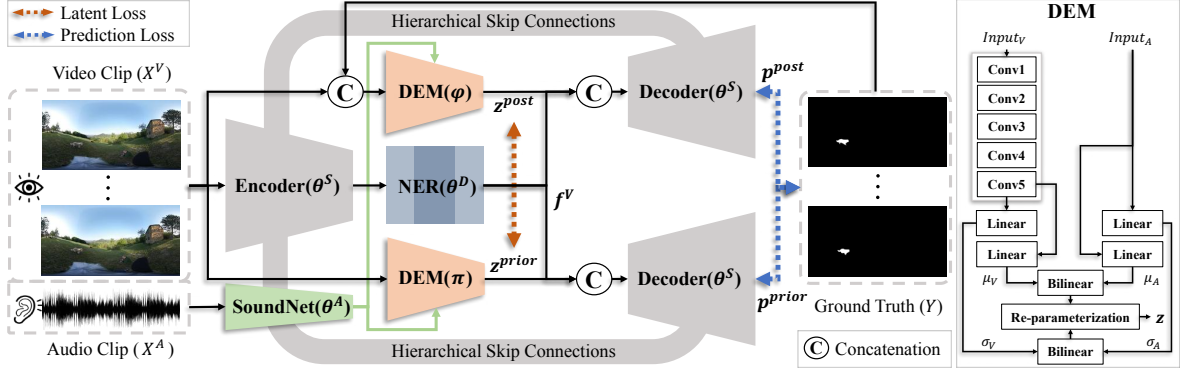 Latent Loss
Prediction Loss
Video Clip (X^V)
Audio Clip (X^A)
Hierarchical Skip Connections
C
DEM(φ)
z^post
C
Decoder(θ^S)
p^post
Encoder(θ^S)
NER(θ^D)
f^V
DEM(π)
z^prior
C
Decoder(θ^S)
p^prior
SoundNet(θ^A)
Hierarchical Skip Connections
Ground Truth (Y)
C Concatenation
DEM
Input_V Input_A
Conv1
Conv2
Conv3
Conv4
Conv5
Linear Linear
Linear Linear
μ_V Bilinear μ_A
Re-parameterization z
σ_V Bilinear σ_A